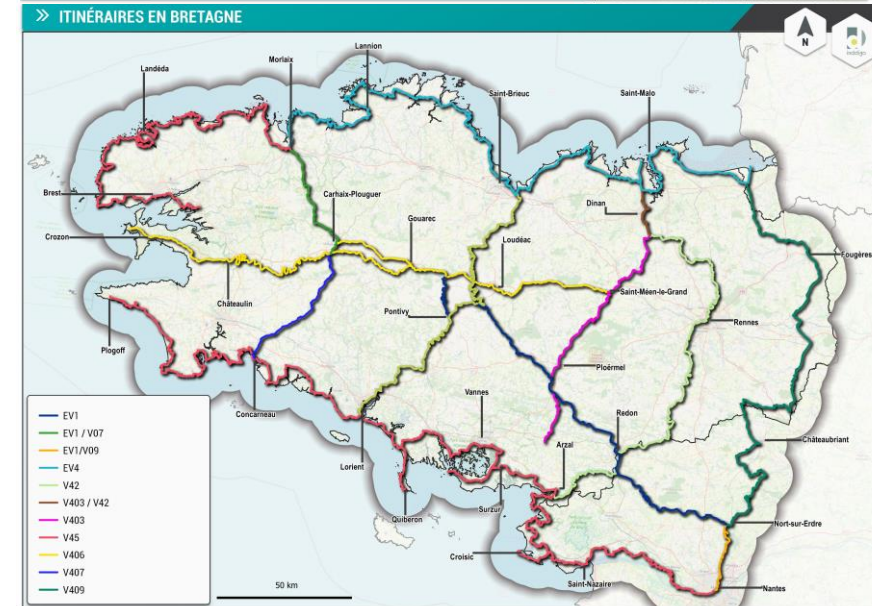 » ITINÉRAIRES EN BRETAGNE
N
Lannion
Morlaix
Landéda
Saint-Brieuc
Saint-Malo
Brest
Carhaix-Plouguer
Dinan
Gouarec
Crozon
Loudéac
Fougères
Châteaulin
Saint-Méen-le-Grand
Pontivy
Rennes
Plogoff
Ploërmel
Vannes
Concarneau
Redon
Châteaubriant
Arzal
Lorient
Surzur
Quiberon
Nort-sur-Erdre
Croisic
Saint-Nazaire
Nantes
EV1
EV1 / V07
EV1/V09
EV4
V42
V403 / V42
V403
V45
V406
V407
V409
50 km